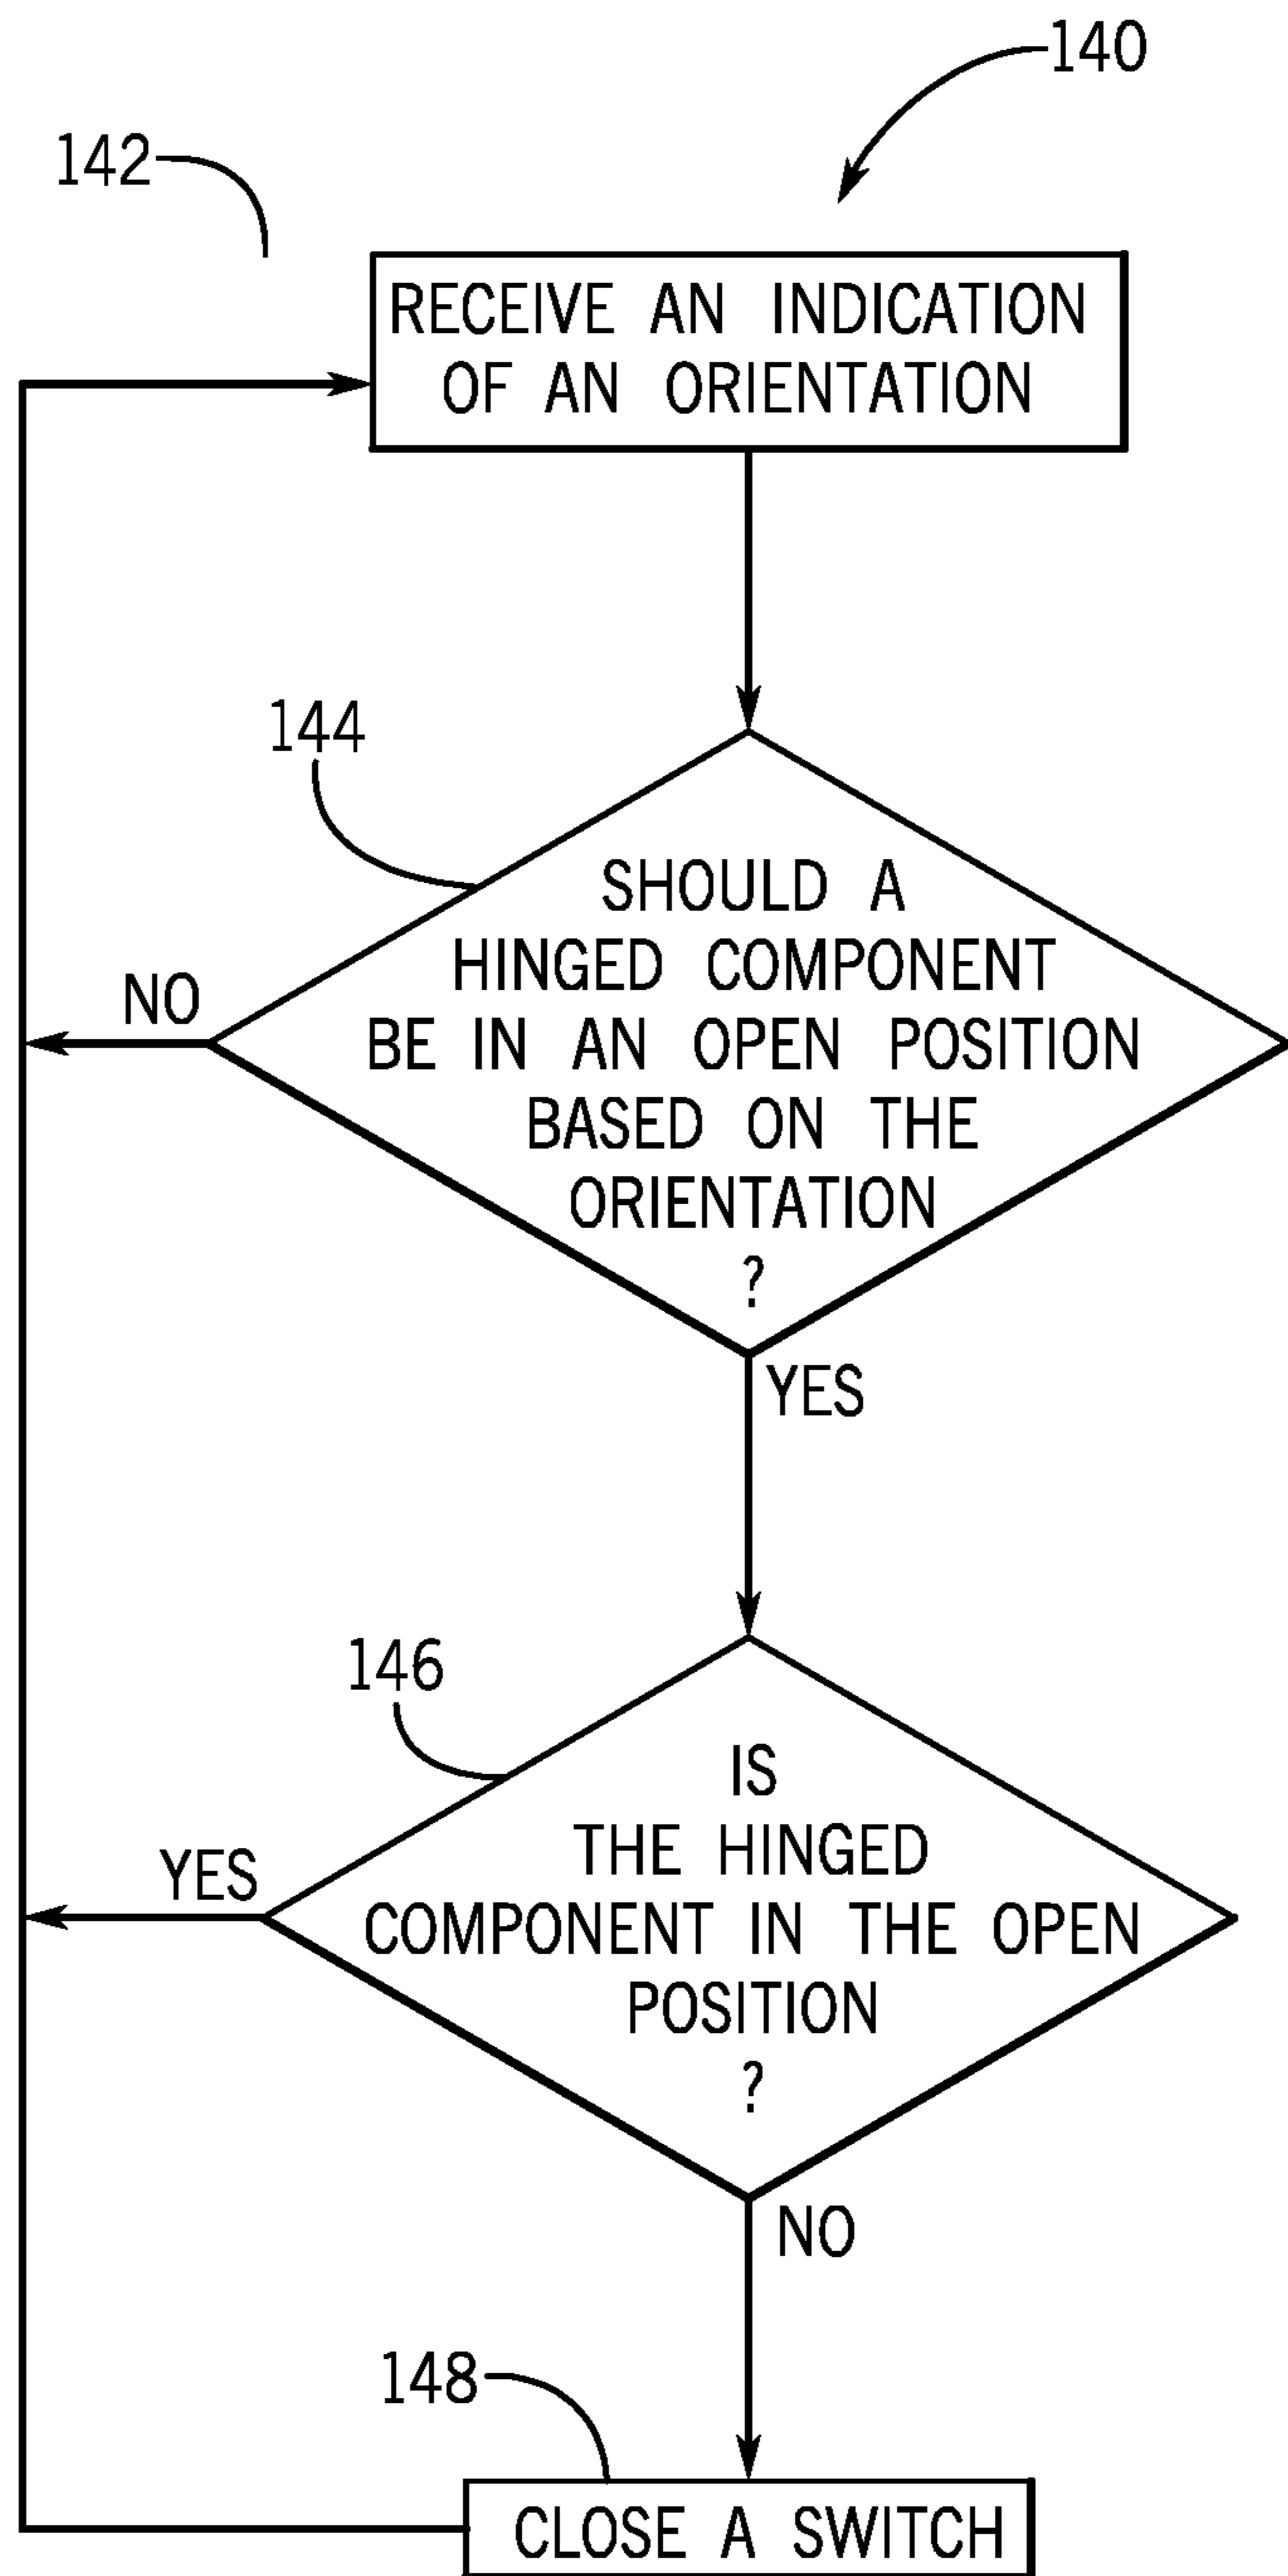 140
142
RECEIVE AN INDICATION
OF AN ORIENTATION
144
SHOULD A
HINGED COMPONENT
BE IN AN OPEN POSITION
BASED ON THE
ORIENTATION
?
NO
YES
146
IS
THE HINGED
COMPONENT IN THE OPEN
POSITION
?
YES
NO
148
CLOSE A SWITCH